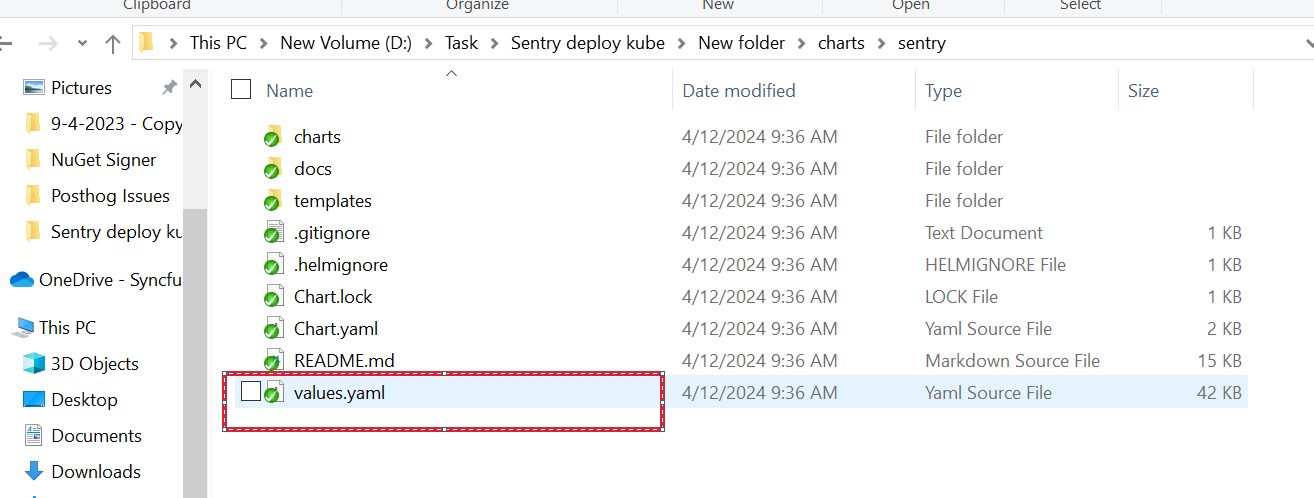 Clipboard Organize New Open Select
This PC New Volume (D:) Task Sentry deploy kube New folder charts sentry
Pictures
9-4-2023 - Copy
NuGet Signer
Posthog Issues
Sentry deploy ku
OneDrive - Syncfu
This PC
3D Objects
Desktop
Documents
Downloads
Name Date modified Type Size
charts 4/12/2024 9:36 AM File folder
docs 4/12/2024 9:36 AM File folder
templates 4/12/2024 9:36 AM File folder
.gitignore 4/12/2024 9:36 AM Text Document 1 KB
.helmignore 4/12/2024 9:36 AM HELMIGNORE File 1 KB
Chart.lock 4/12/2024 9:36 AM LOCK File 1 KB
Chart.yaml 4/12/2024 9:36 AM Yaml Source File 2 KB
README.md 4/12/2024 9:36 AM Markdown Source File 15 KB
values.yaml 4/12/2024 9:36 AM Yaml Source File 42 KB